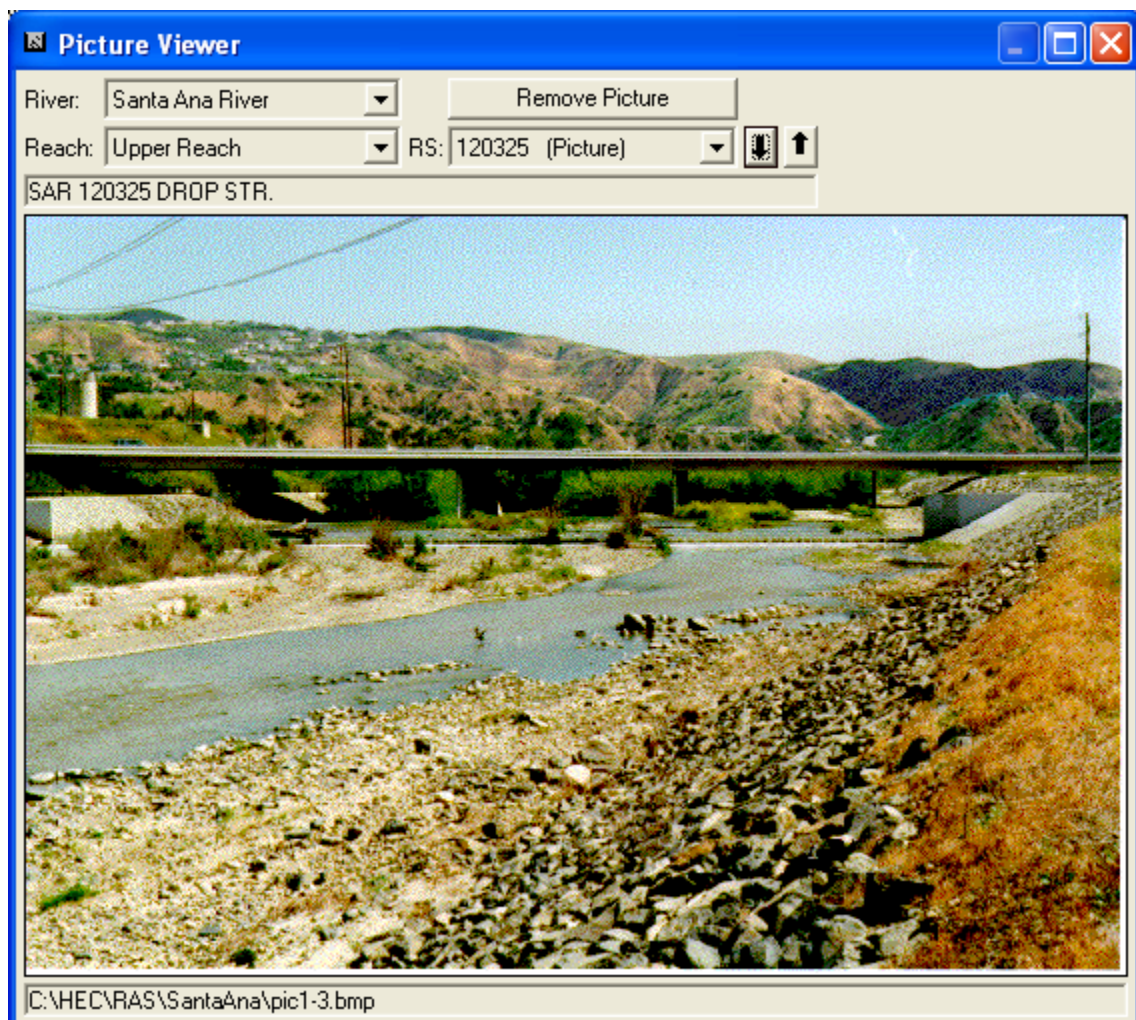 Picture Viewer
River: Santa Ana River Remove Picture
Reach: Upper Reach RS: 120325 (Picture)
SAR 120325 DROP STR.
C:\HEC\RAS\SantaAna\pic1-3.bmp